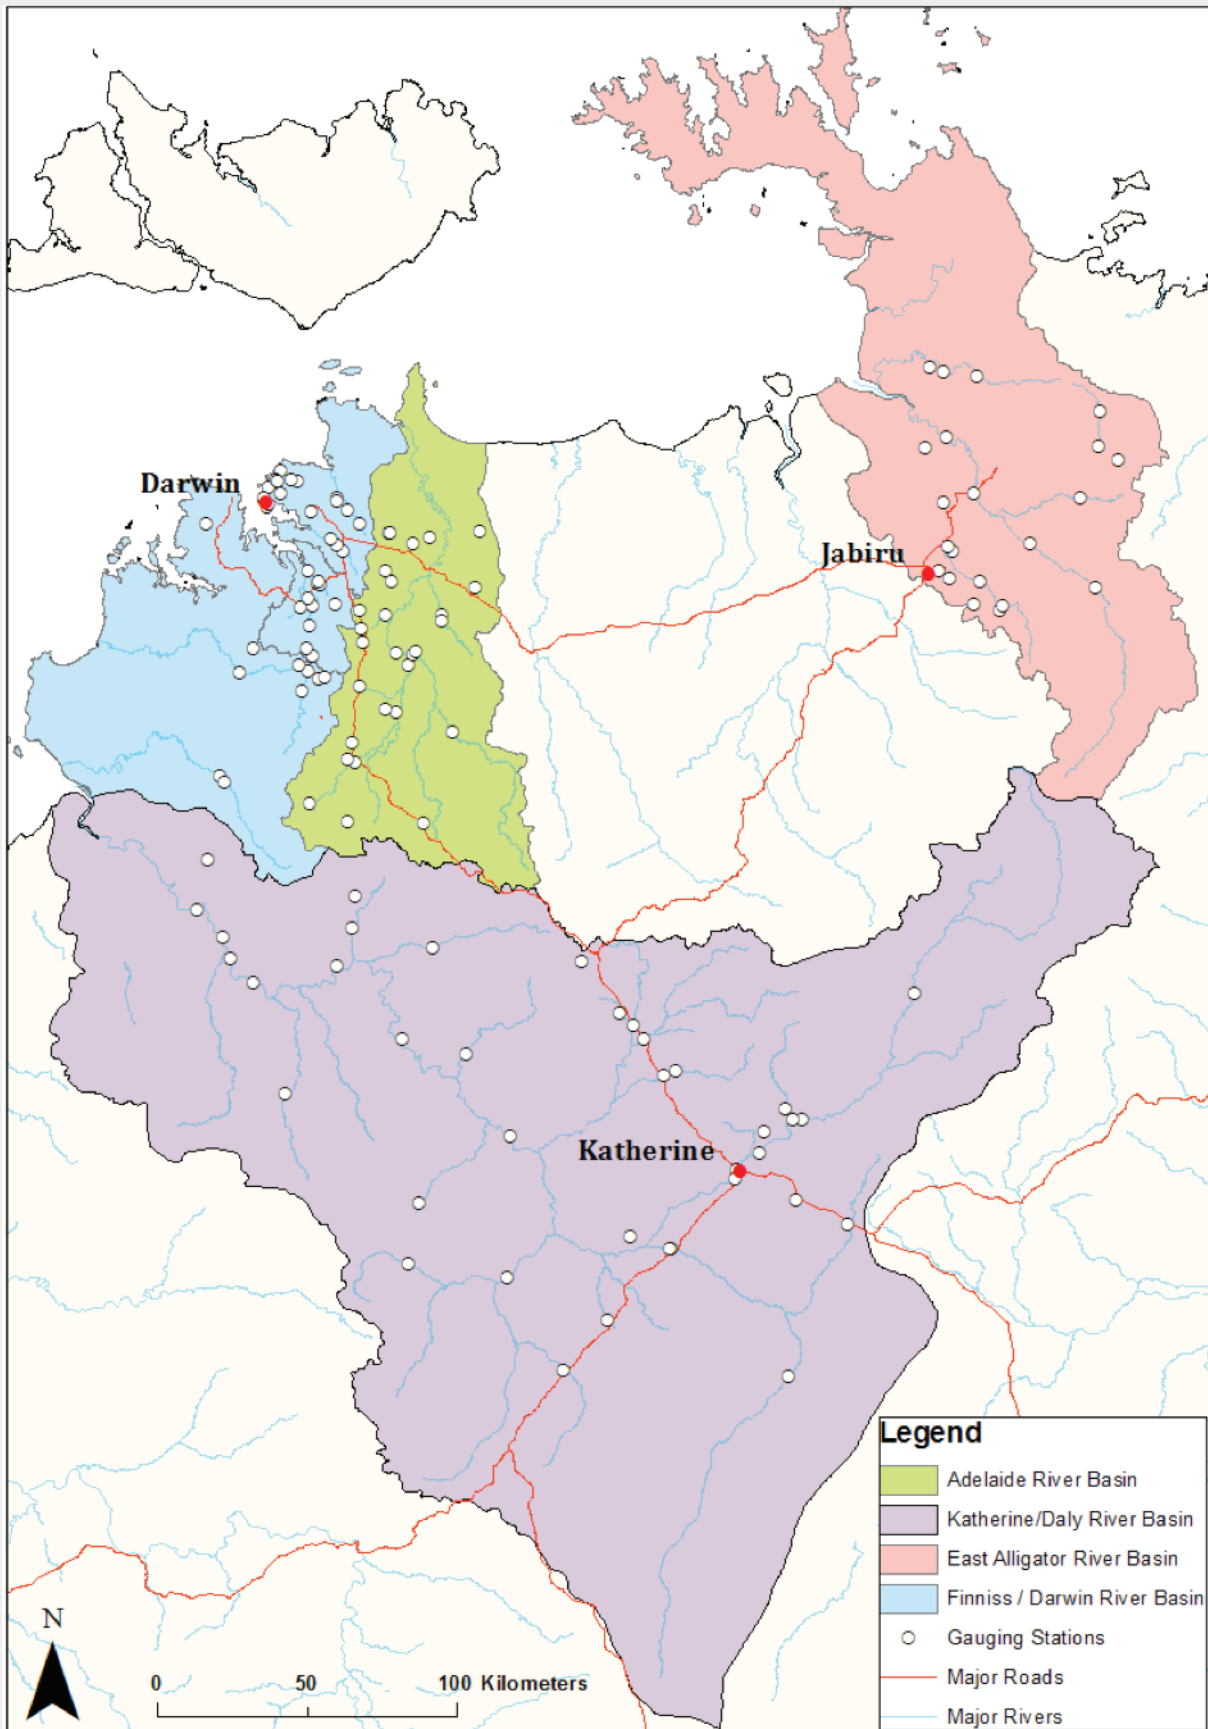 Darwin
Jabiru
Katherine
Legend
Adelaide River Basin
Katherine/Daly River Basin
East Alligator River Basin
Finniss / Darwin River Basin
Gauging Stations
Major Roads
Major Rivers
N
0 50 100 Kilometers